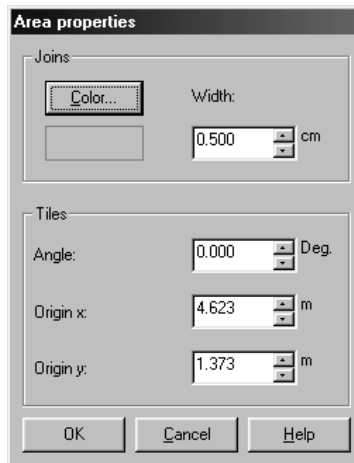 Area properties
Joins
Color...
Width:
0.500 cm
Tiles
Angle: 0.000 Deg.
Origin x: 4.623 m
Origin y: 1.373 m
OK Cancel Help